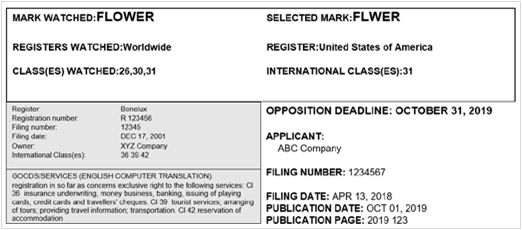 MARK WATCHED:FLOWER
REGISTERS WATCHED:Worldwide
CLASS(ES) WATCHED:26,30,31
SELECTED MARK:FLWER
REGISTER:United States of America
INTERNATIONAL CLASS(ES):31
Register: Benelux
Registration number: R 123456
Filing number: 12345
Filing date: DEC 17, 2001
Owner: XYZ Company
International Class(es): 36 39 42
GOODS/SERVICES (ENGLISH COMPUTER TRANSLATION)
registration in so far as concerns exclusive right to the following services: Cl
36 insurance underwriting, money business, banking, issuing of playing
cards, credit cards and travellers' cheques. Cl 39 tourist services, arranging
of tours; providing travel information; transportation. Cl 42 reservation of
accommodation
OPPOSITION DEADLINE: OCTOBER 31, 2019
APPLICANT:
ABC Company
FILING NUMBER: 1234567
FILING DATE: APR 13, 2018
PUBLICATION DATE: OCT 01, 2019
PUBLICATION PAGE: 2019 123